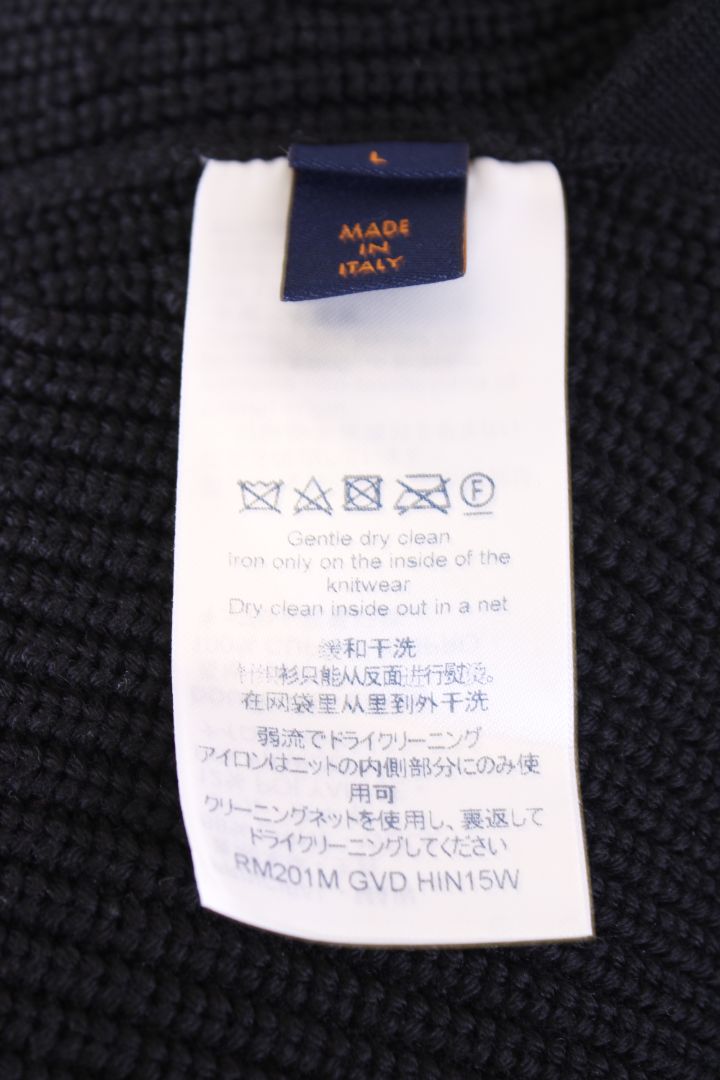 L
MADE
IN
ITALY
F
Gentle dry clean
iron only on the inside of the
knitwear
Dry clean inside out in a net
缓和干洗
针织衫只能从反面进行熨烫。
在网袋里从里到外干洗
弱流でドライクリーニング
アイロンはニットの内側部分にのみ使
用可
クリーニングネットを使用し、裏返して
ドライクリーニングしてください
RM201M GVD HIN15W